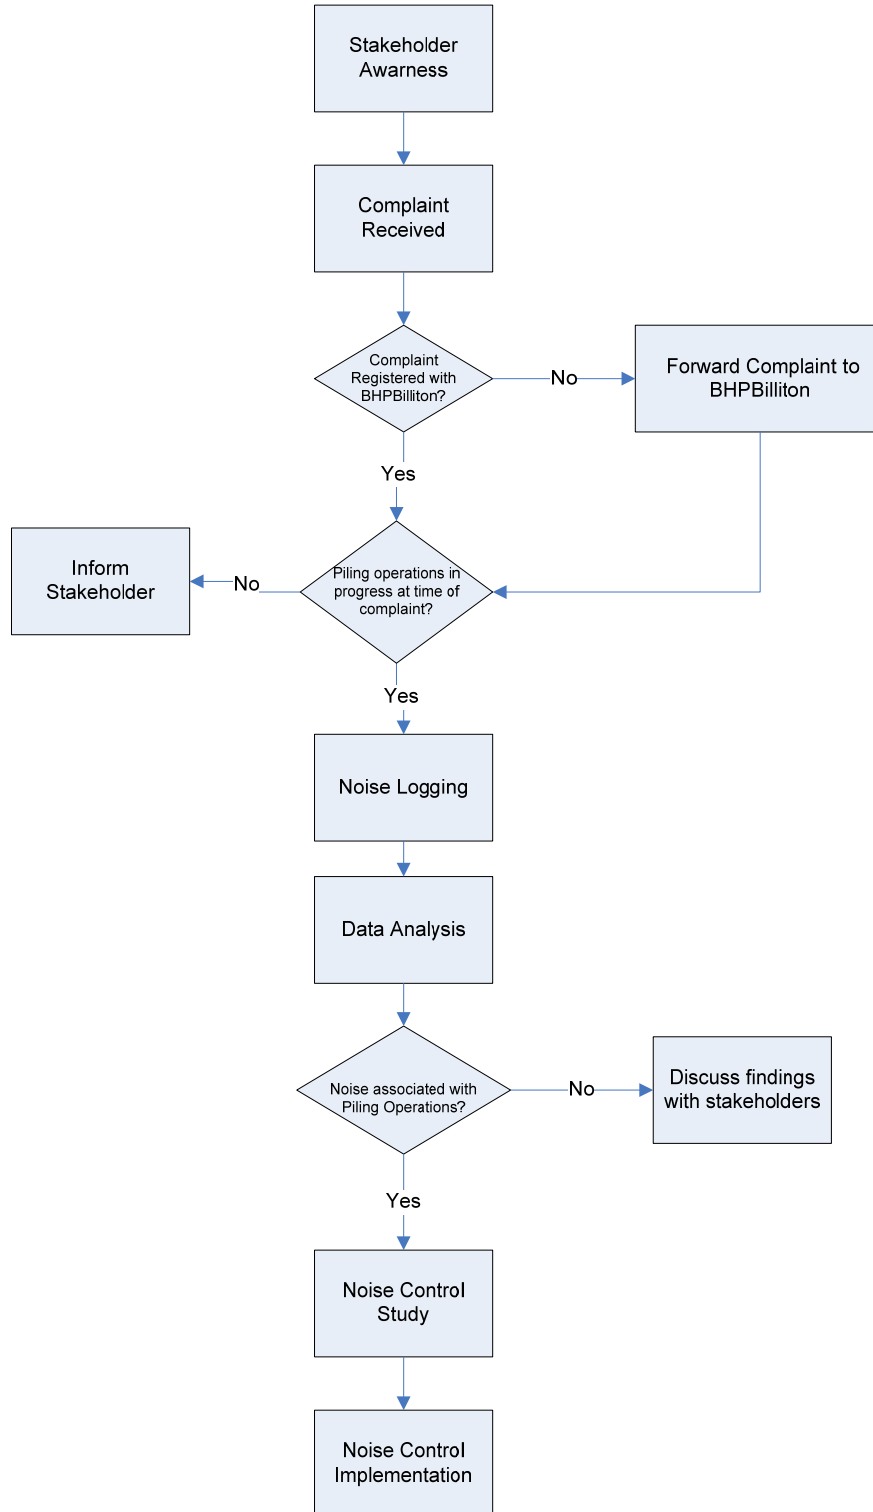 Stakeholder
Awarness
Complaint
Received
Complaint
Registered with
BHPBilliton?
No
Forward Complaint to
BHPBilliton
Yes
Inform
Stakeholder
No
Piling operations in
progress at time of
complaint?
Yes
Noise Logging
Data Analysis
Noise associated with
Piling Operations?
No
Discuss findings
with stakeholders
Yes
Noise Control
Study
Noise Control
Implementation